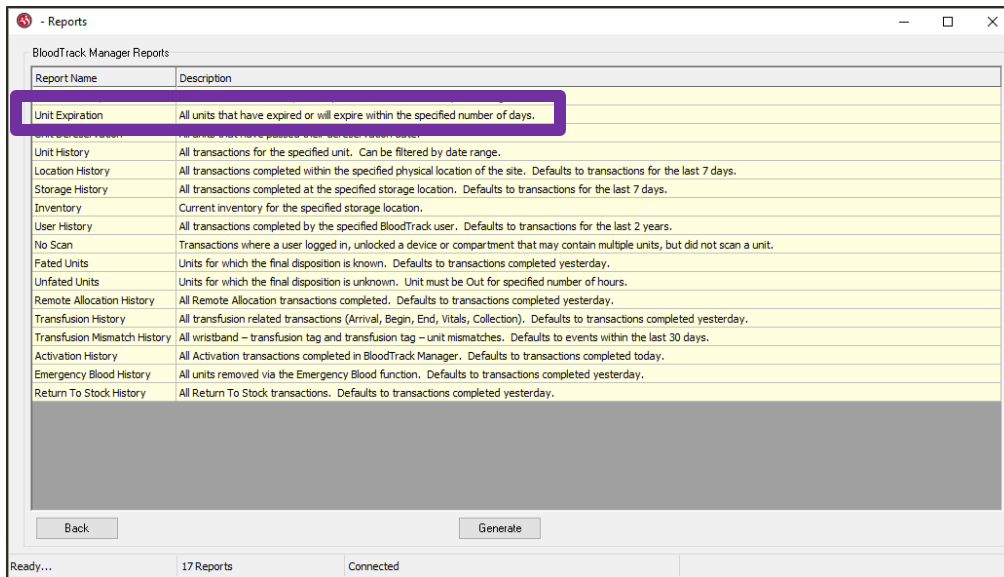 - Reports
BloodTrack Manager Reports
Report Name Description
Unit Expiration All units that have expired or will expire within the specified number of days.
Unit History All transactions for the specified unit. Can be filtered by date range.
Location History All transactions completed within the specified physical location of the site. Defaults to transactions for the last 7 days.
Storage History All transactions completed at the specified storage location. Defaults to transactions for the last 7 days.
Inventory Current inventory for the specified storage location.
User History All transactions completed by the specified BloodTrack user. Defaults to transactions for the last 2 years.
No Scan Transactions where a user logged in, unlocked a device or compartment that may contain multiple units, but did not scan a unit.
Fated Units Units for which the final disposition is known. Defaults to transactions completed yesterday.
Unfated Units Units for which the final disposition is unknown. Unit must be Out for specified number of hours.
Remote Allocation History All Remote Allocation transactions completed. Defaults to transactions completed yesterday.
Transfusion History All transfusion related transactions (Arrival, Begin, End, Vitals, Collection). Defaults to transactions completed yesterday.
Transfusion Mismatch History All wristband – transfusion tag and transfusion tag – unit mismatches. Defaults to events within the last 30 days.
Activation History All Activation transactions completed in BloodTrack Manager. Defaults to transactions completed today.
Emergency Blood History All units removed via the Emergency Blood function. Defaults to transactions completed yesterday.
Return To Stock History All Return To Stock transactions. Defaults to transactions completed yesterday.
Back Generate
Ready... 17 Reports Connected